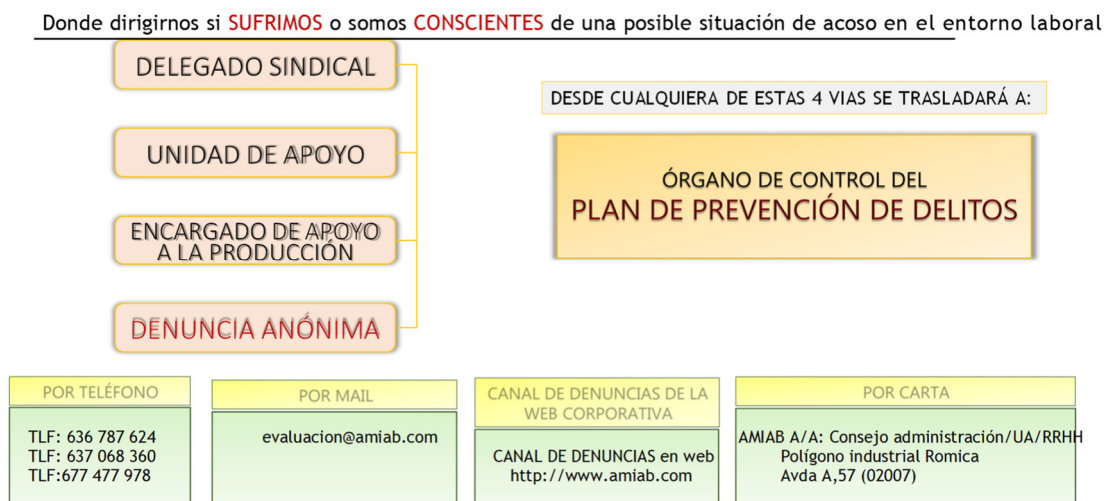 Donde dirigirnos si SUFRIMOS o somos CONSCIENTES de una posible situación de acoso en el entorno laboral
DELEGADO SINDICAL
UNIDAD DE APOYO
ENCARGADO DE APOYO
A LA PRODUCCIÓN
DENUNCIA ANÓNIMA
DESDE CUALQUIERA DE ESTAS 4 VIAS SE TRASLADARÁ A:
ÓRGANO DE CONTROL DEL
PLAN DE PREVENCIÓN DE DELITOS
POR TELÉFONO
TLF: 636 787 624
TLF: 637 068 360
TLF:677 477 978
POR MAIL
evaluacion@amiab.com
CANAL DE DENUNCIAS DE LA
WEB CORPORATIVA
CANAL DE DENUNCIAS en web
http://www.amiab.com
POR CARTA
AMIAB A/A: Consejo administración/UA/RRHH
Polígono industrial Romica
Avda A,57 (02007)